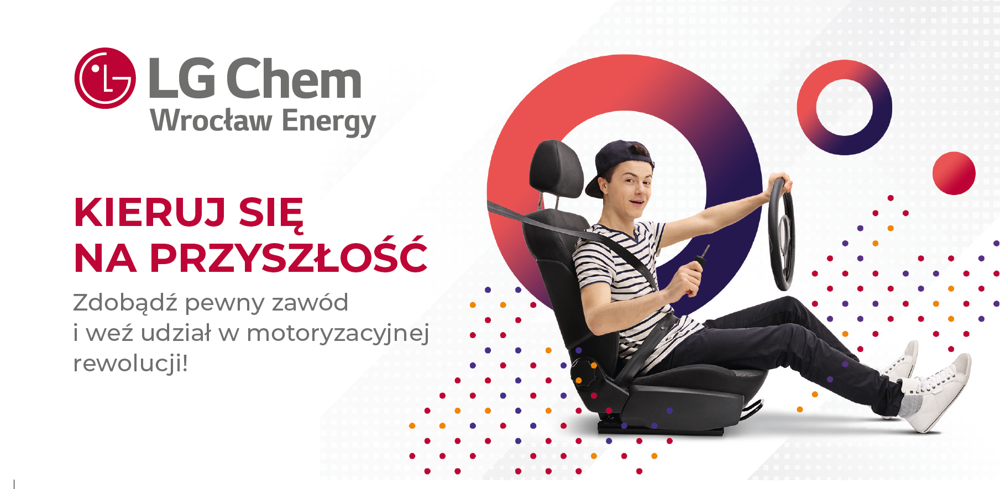 LG Chem
Wrocław Energy
KIERUJ SIĘ
NA PRZYSZŁOŚĆ
Zdobądź pewny zawód
i weź udział w motoryzacyjnej
rewolucji!